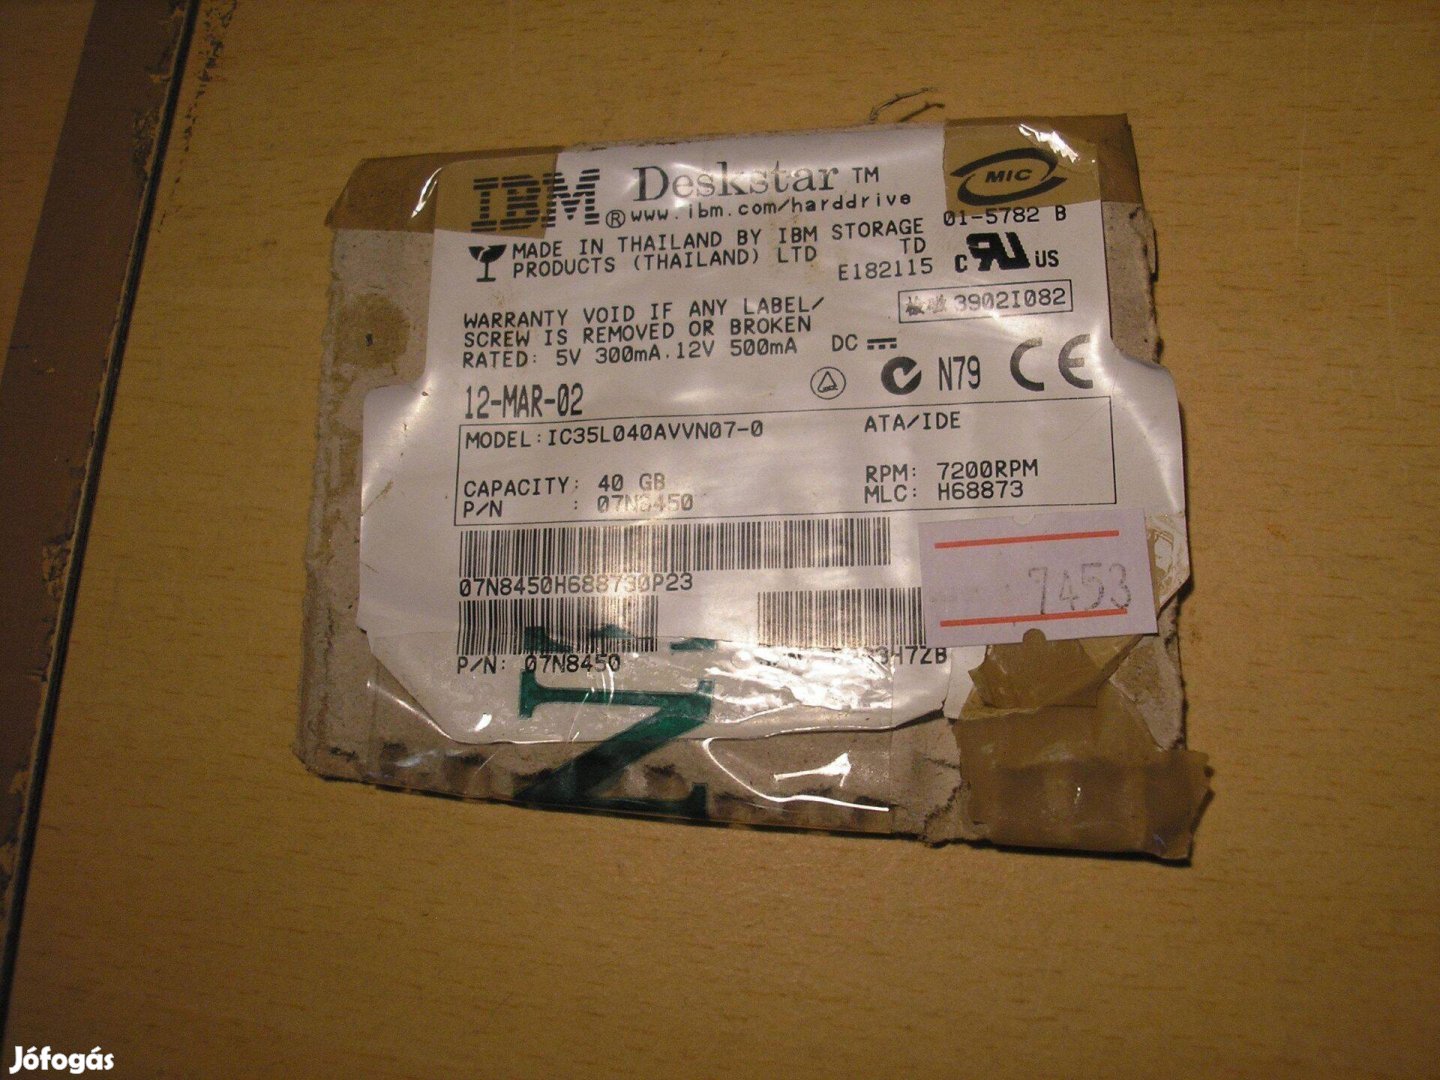 IBM® Deskstar™
www.ibm.com/harddrive
MIC
01-5782 B
MADE IN THAILAND BY IBM STORAGE
PRODUCTS (THAILAND) LTD
TD
E182115
C US
3902I082
WARRANTY VOID IF ANY LABEL/
SCREW IS REMOVED OR BROKEN
RATED: 5V 300mA.12V 500mA DC
N79 CE
12-MAR-02
MODEL:IC35L040AVVN07-0 ATA/IDE
CAPACITY: 40 GB RPM: 7200RPM
P/N : 07N8450 MLC: H68873
07N8450H688730P23
7453
P/N: 07N8450
Jófogás